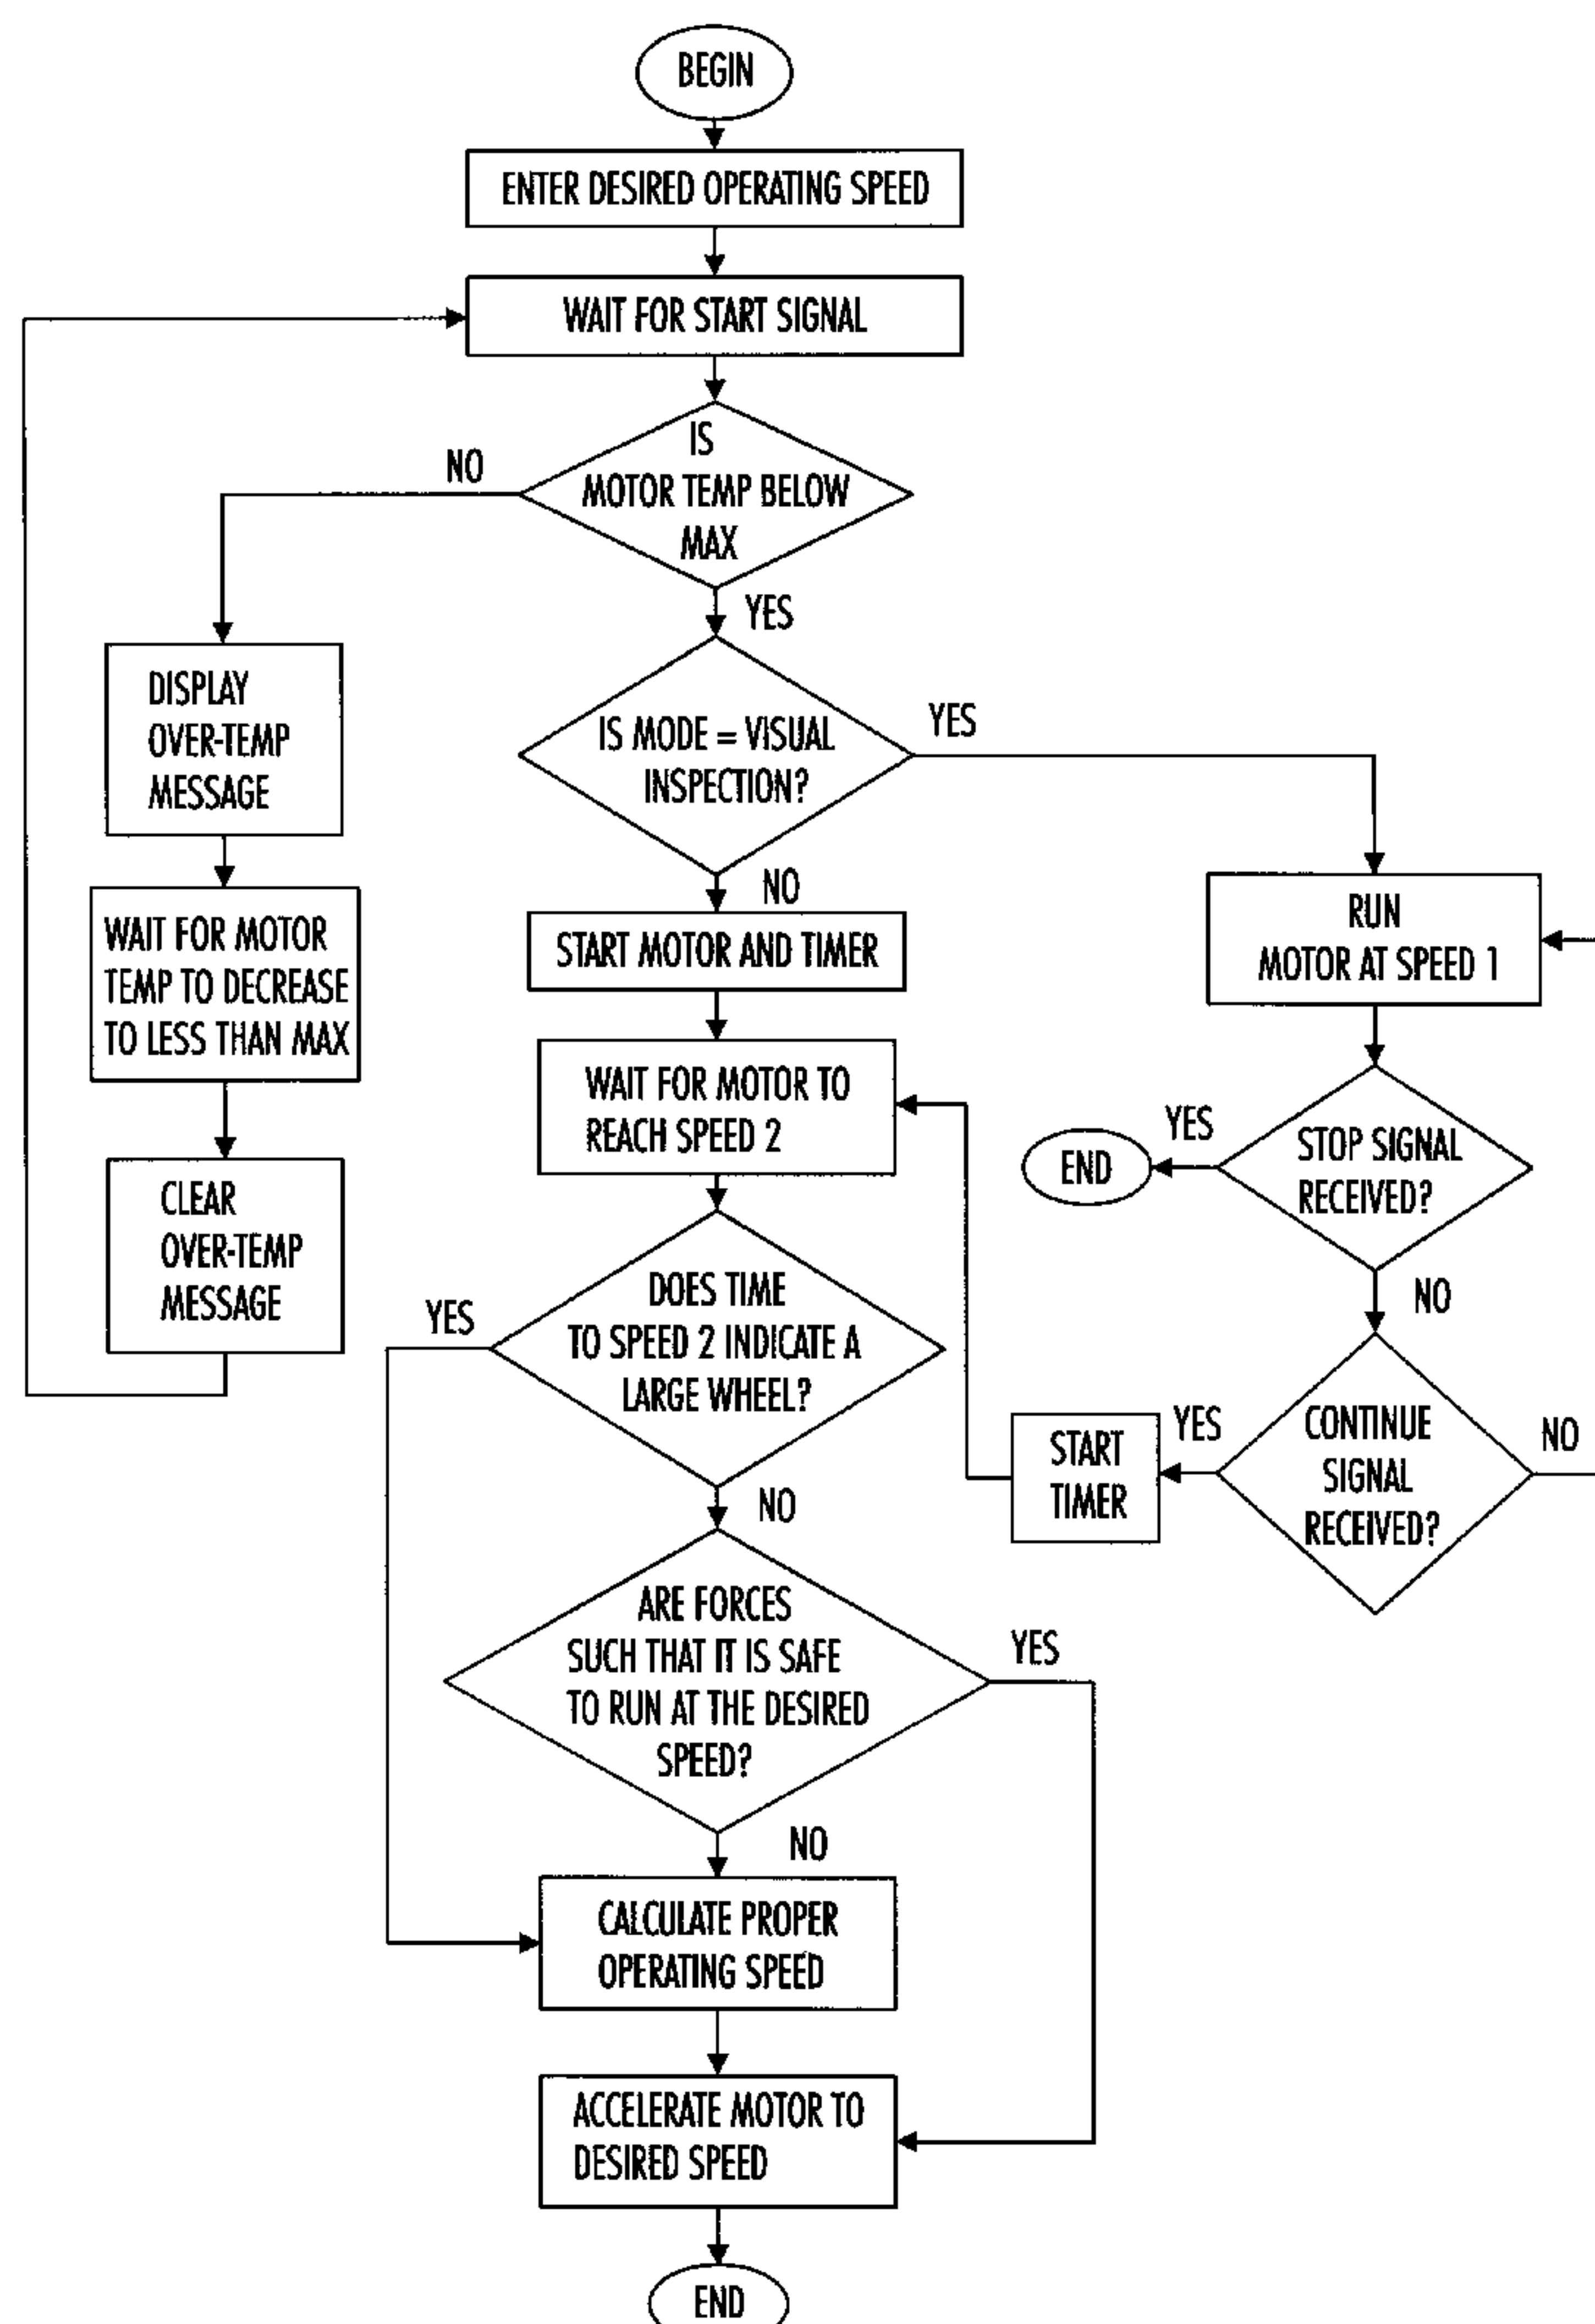 BEGIN
ENTER DESIRED OPERATING SPEED
WAIT FOR START SIGNAL
IS
MOTOR TEMP BELOW
MAX
NO
YES
DISPLAY
OVER-TEMP
MESSAGE
IS MODE = VISUAL
INSPECTION?
YES
NO
WAIT FOR MOTOR
TEMP TO DECREASE
TO LESS THAN MAX
START MOTOR AND TIMER
RUN
MOTOR AT SPEED 1
WAIT FOR MOTOR TO
REACH SPEED 2
STOP SIGNAL
RECEIVED?
YES
END
NO
CLEAR
OVER-TEMP
MESSAGE
DOES TIME
TO SPEED 2 INDICATE A
LARGE WHEEL?
YES
NO
CONTINUE
SIGNAL
RECEIVED?
YES
NO
START
TIMER
ARE FORCES
SUCH THAT IT IS SAFE
TO RUN AT THE DESIRED
SPEED?
YES
NO
CALCULATE PROPER
OPERATING SPEED
ACCELERATE MOTOR TO
DESIRED SPEED
END